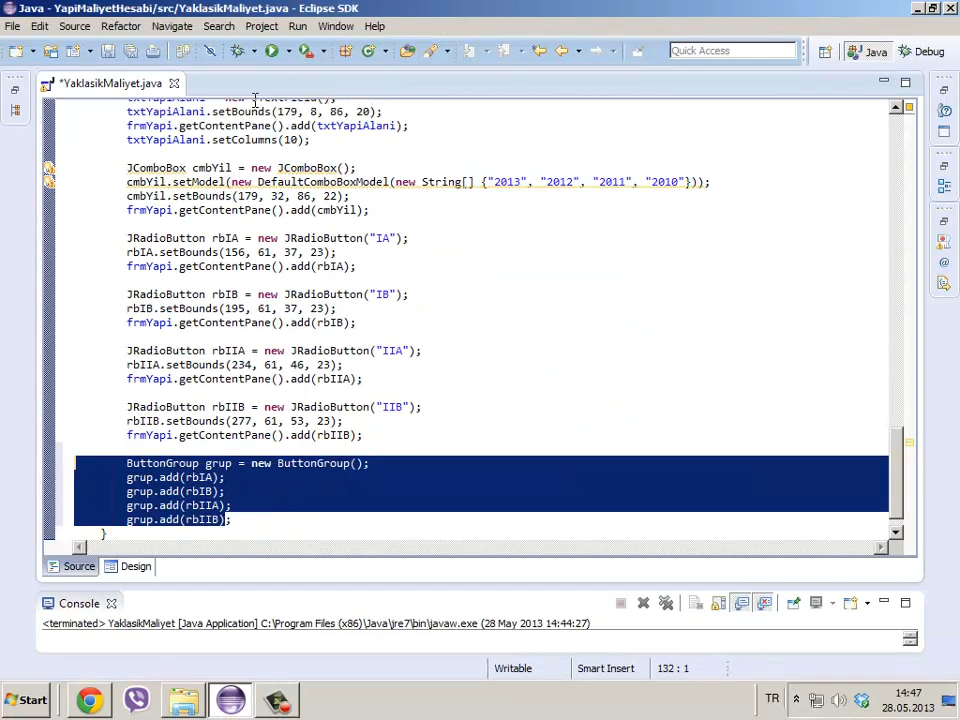 Java - YapiMaliyetHesabi/src/YaklasikMaliyet.java - Eclipse SDK
File Edit Source Refactor Navigate Search Project Run Window Help
Quick Access
Java
Debug
*YaklasikMaliyet.java
txtYapiAlani.setBounds(179, 8, 86, 20);
frmYapi.getContentPane().add(txtYapiAlani);
txtYapiAlani.setColumns(10);
JComboBox cmbYil = new JComboBox();
cmbYil.setModel(new DefaultComboBoxModel(new String[] {"2013", "2012", "2011", "2010"}));
cmbYil.setBounds(179, 32, 86, 22);
frmYapi.getContentPane().add(cmbYil);
JRadioButton rbIA = new JRadioButton("IA");
rbIA.setBounds(156, 61, 37, 23);
frmYapi.getContentPane().add(rbIA);
JRadioButton rbIB = new JRadioButton("IB");
rbIB.setBounds(195, 61, 37, 23);
frmYapi.getContentPane().add(rbIB);
JRadioButton rbIIA = new JRadioButton("IIA");
rbIIA.setBounds(234, 61, 46, 23);
frmYapi.getContentPane().add(rbIIA);
JRadioButton rbIIB = new JRadioButton("IIB");
rbIIB.setBounds(277, 61, 53, 23);
frmYapi.getContentPane().add(rbIIB);
ButtonGroup grup = new ButtonGroup();
grup.add(rbIA);
grup.add(rbIB);
grup.add(rbIIA);
grup.add(rbIIB);
}
Source Design
Console
<terminated> YaklasikMaliyet [Java Application] C:\Program Files (x86)\Java\jre7\bin\javaw.exe (28 May 2013 14:44:27)
Writable Smart Insert 132 : 1
Start
TR
14:47
28.05.2013